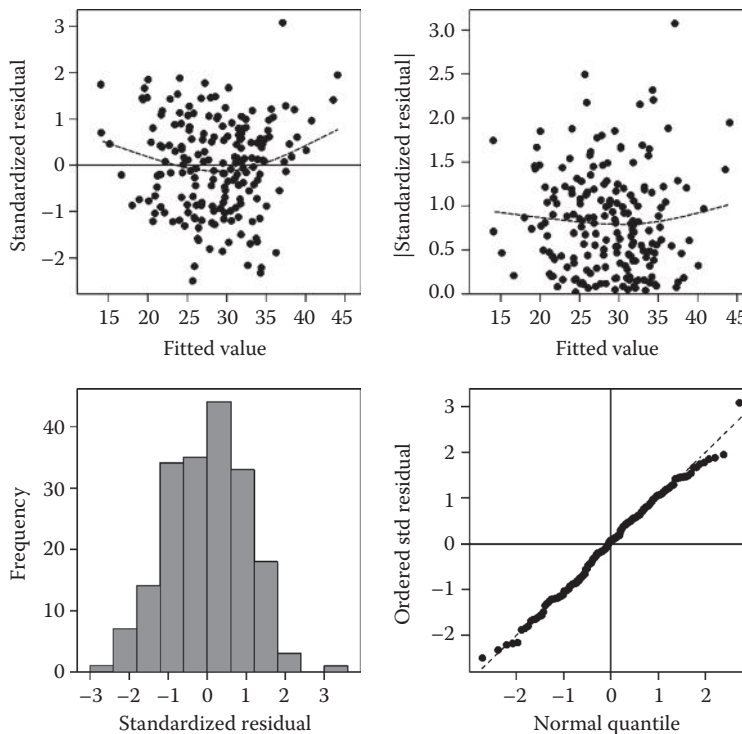 Standardized residual
3
2
1
0
−1
−2
15 20 25 30 35 40 45
Fitted value
|Standardized residual|
3.0
2.5
2.0
1.5
1.0
0.5
0.0
15 20 25 30 35 40 45
Fitted value
Frequency
40
30
20
10
0
−3 −2 −1 0 1 2 3
Standardized residual
Ordered std residual
3
2
1
0
−1
−2
−2 −1 0 1 2
Normal quantile